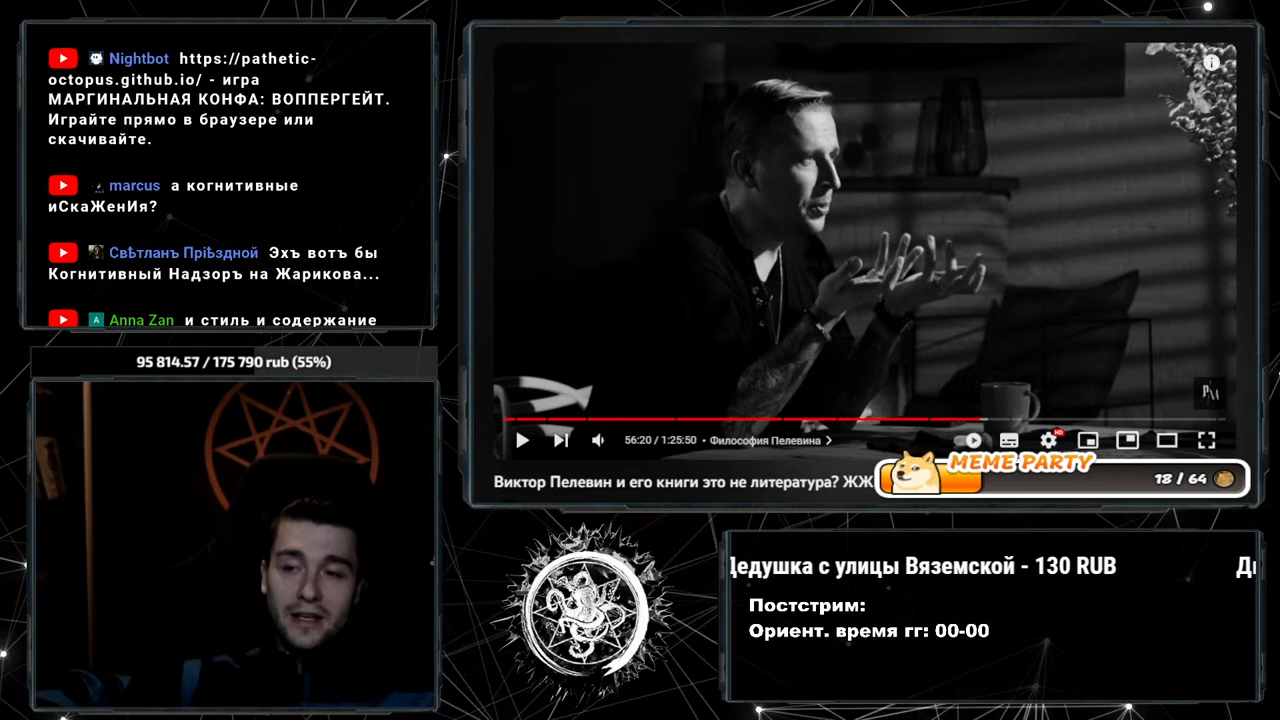 Nightbot https://pathetic-
octopus.github.io/ - игра
МАРГИНАЛЬНАЯ КОНФА: ВОППЕРГЕЙТ.
Играйте прямо в браузере или
скачивайте.
marcus а когнитивные
иСкаЖенИя?
Свѣтланъ Пріѣздной Эхъ вотъ бы
Когнитивный Надзоръ на Жарикова...
A Anna Zan и стиль и содержание
95 814.57 / 175 790 rub (55%)
56:20 / 1:25:50 • Философия Пелевина
HD
Виктор Пелевин и его книги это не литература? ЖЖ
MEME PARTY
18 / 64
Дедушка с улицы Вяземской - 130 RUB
Постстрим:
Ориент. время гг: 00-00